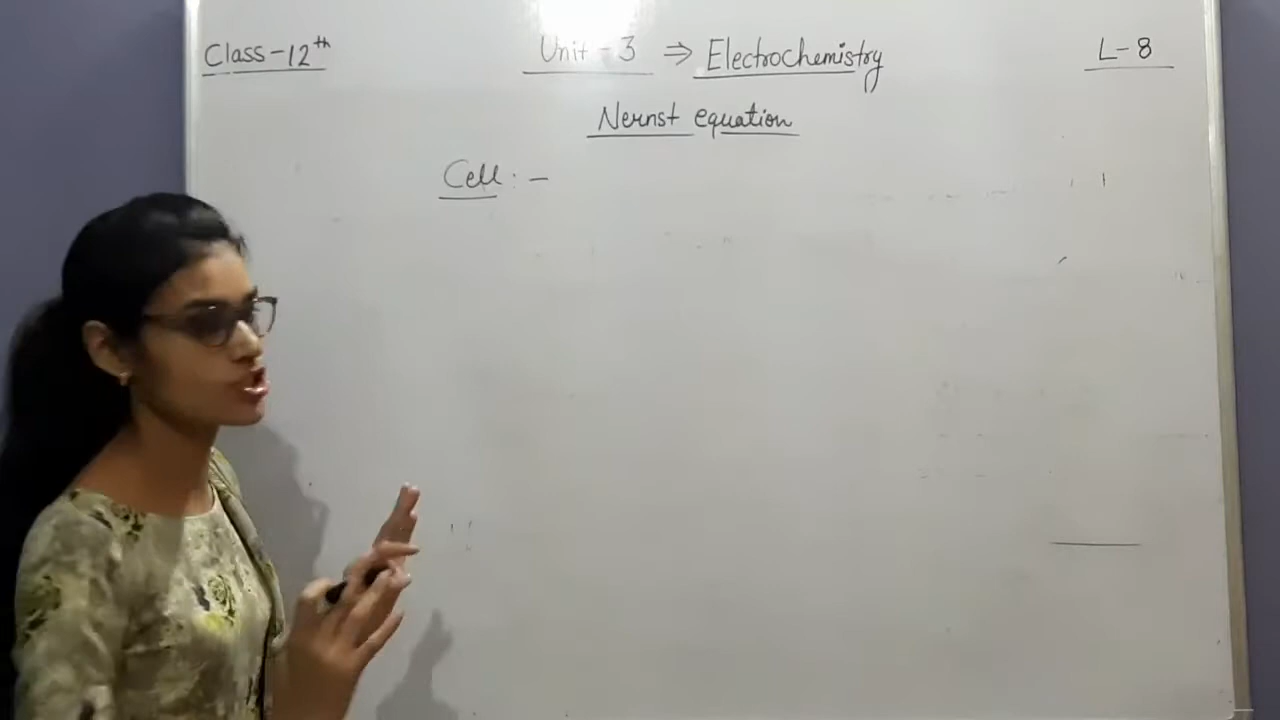 Class-12th
Unit-3 ⇒ Electrochemistry
L-8
Nernst equation
Cell:-